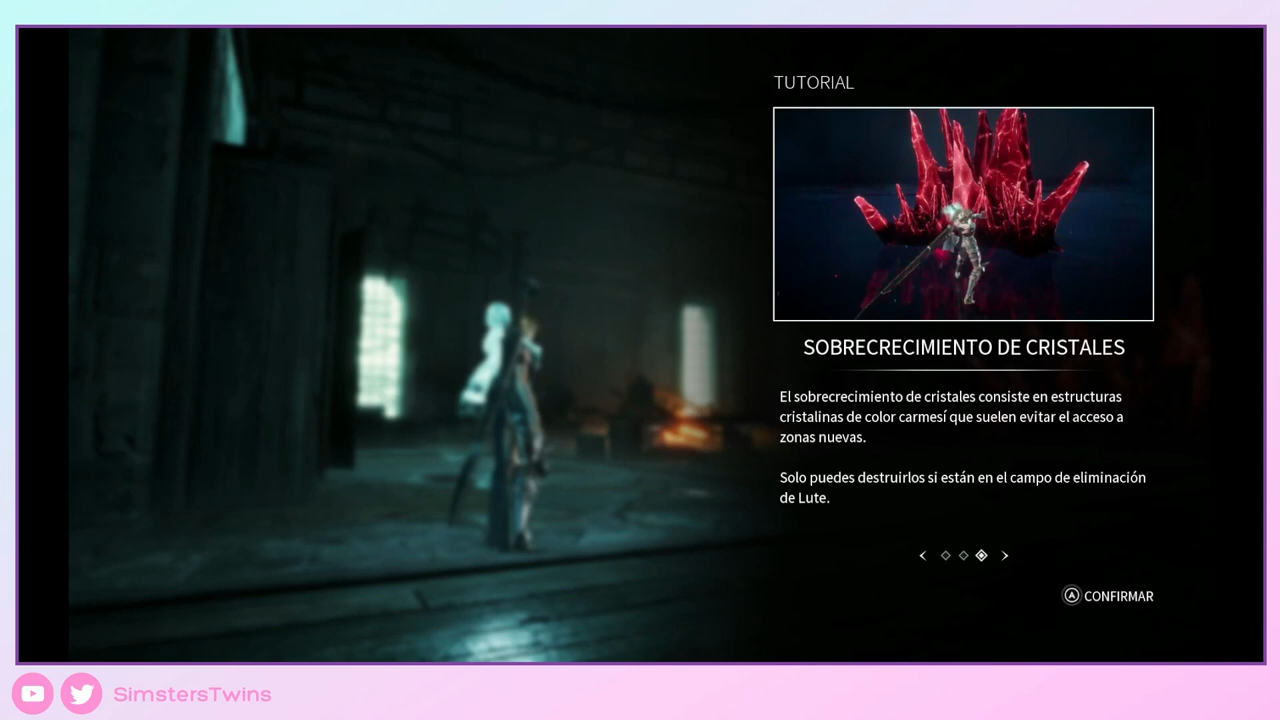 TUTORIAL
SOBRECRECIMIENTO DE CRISTALES
El sobrecrecimiento de cristales consiste en estructuras
cristalinas de color carmesí que suelen evitar el acceso a
zonas nuevas.
Solo puedes destruirlos si están en el campo de eliminación
de Lute.
A CONFIRMAR
SimstersTwins